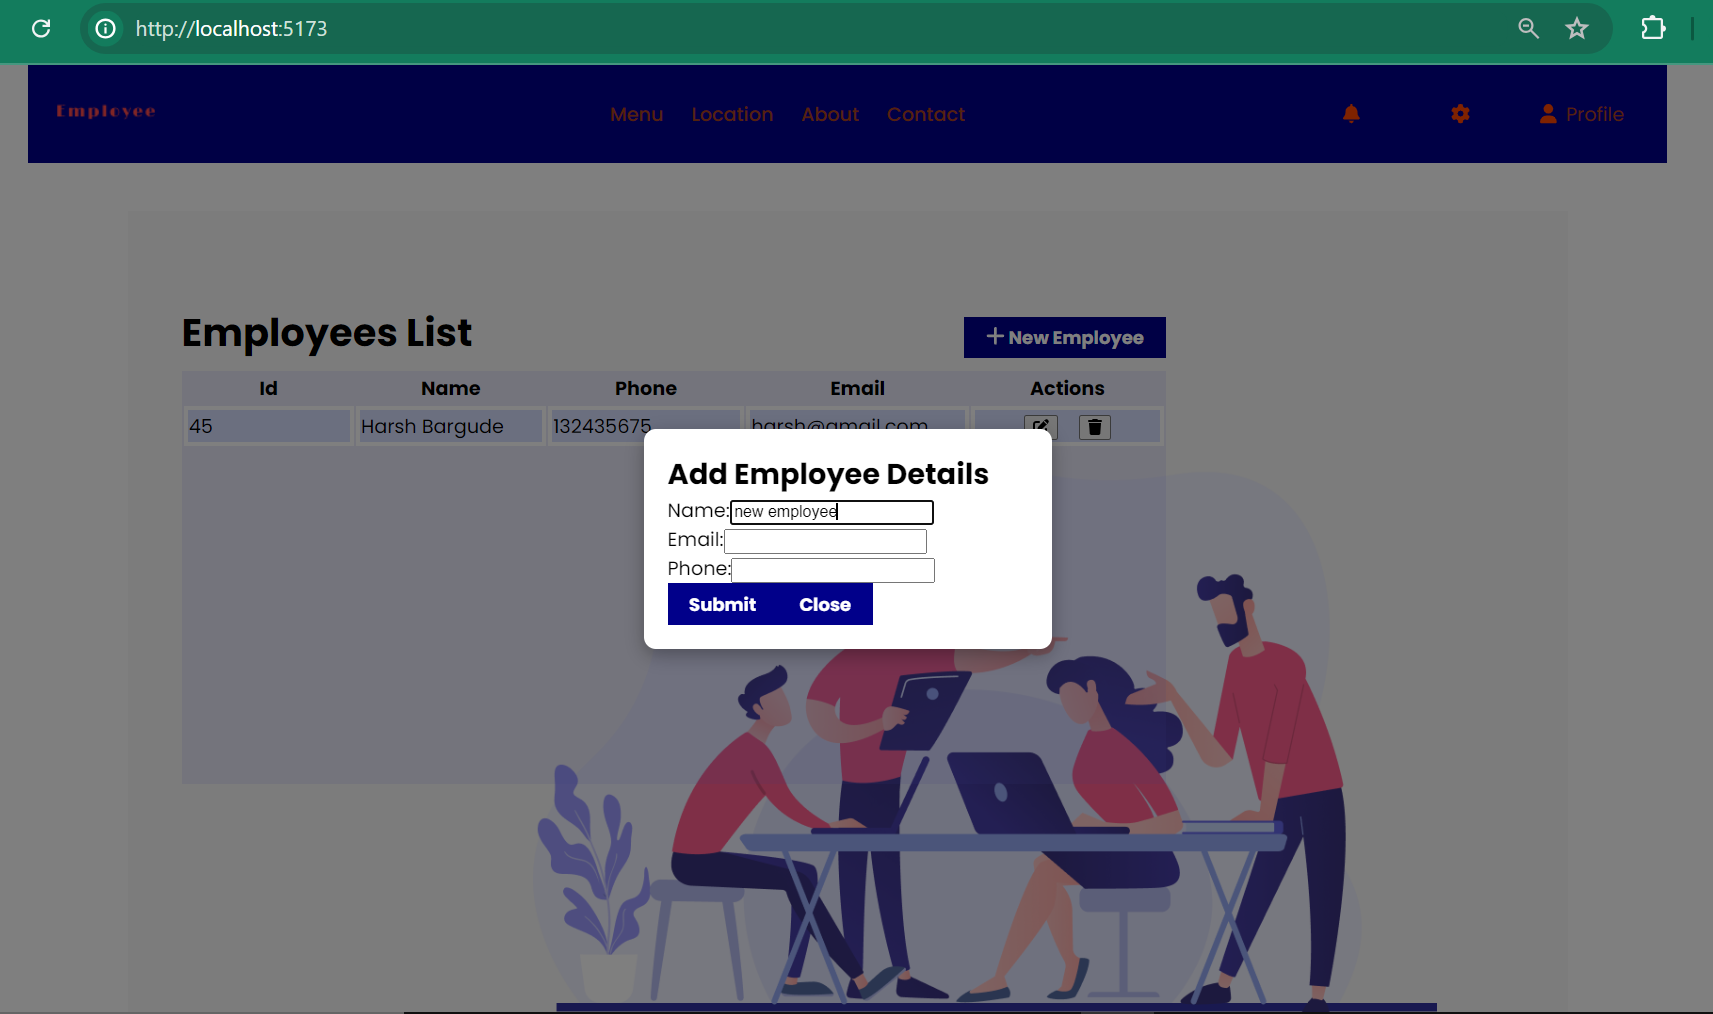 http://localhost:5173
Employee
Menu Location About Contact
Profile
Employees List
New Employee
Id Name Phone Email Actions
45 Harsh Bargude 132435675 harsh@gmail.com
Add Employee Details
Name: new employee
Email:
Phone:
Submit Close